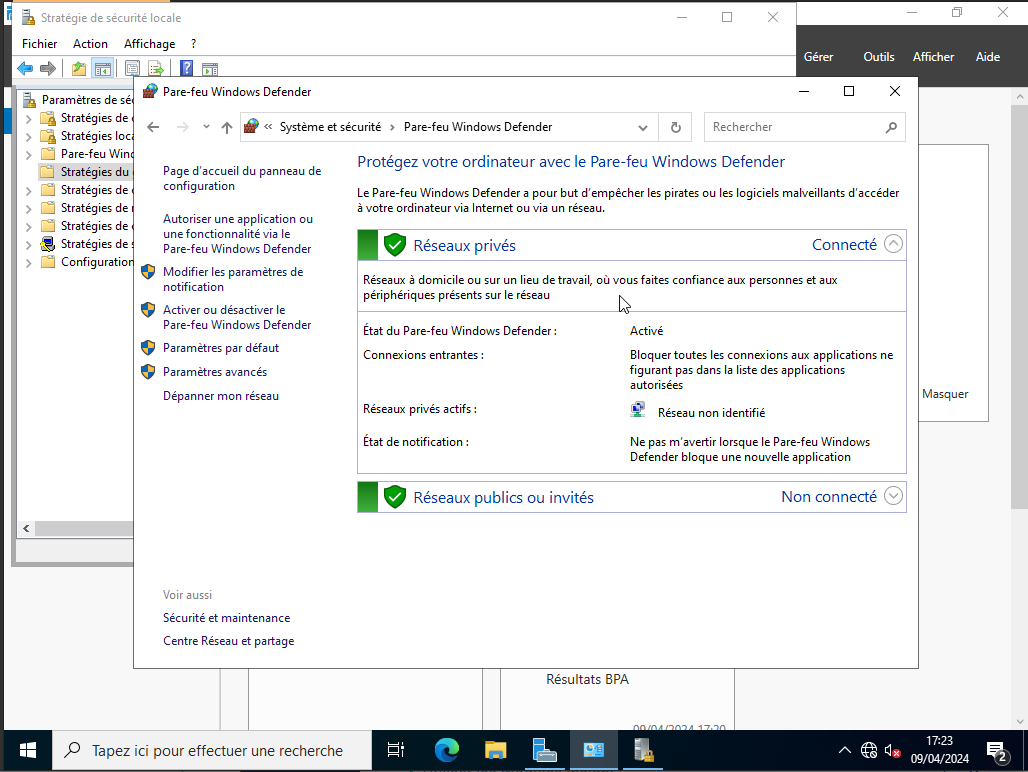 Stratégie de sécurité locale
Fichier Action Affichage ?
Gérer Outils Afficher Aide
Paramètres de séc
Stratégies de
Stratégies loca
Pare-feu Wind
Stratégies du
Stratégies de
Stratégies de
Stratégies de
Stratégies de s
Configuration
Pare-feu Windows Defender
« Système et sécurité > Pare-feu Windows Defender
Rechercher
Page d'accueil du panneau de
configuration
Autoriser une application ou
une fonctionnalité via le
Pare-feu Windows Defender
Modifier les paramètres de
notification
Activer ou désactiver le
Pare-feu Windows Defender
Paramètres par défaut
Paramètres avancés
Dépanner mon réseau
Voir aussi
Sécurité et maintenance
Centre Réseau et partage
Protégez votre ordinateur avec le Pare-feu Windows Defender
Le Pare-feu Windows Defender a pour but d'empêcher les pirates ou les logiciels malveillants d'accéder
à votre ordinateur via Internet ou via un réseau.
Réseaux privés Connecté
Réseaux à domicile ou sur un lieu de travail, où vous faites confiance aux personnes et aux
périphériques présents sur le réseau
État du Pare-feu Windows Defender : Activé
Connexions entrantes : Bloquer toutes les connexions aux applications ne
figurant pas dans la liste des applications
autorisées
Réseaux privés actifs : Réseau non identifié
État de notification : Ne pas m'avertir lorsque le Pare-feu Windows
Defender bloque une nouvelle application
Réseaux publics ou invités Non connecté
Masquer
Résultats BPA
09/04/2024 17:20
Tapez ici pour effectuer une recherche
17:23
09/04/2024
2